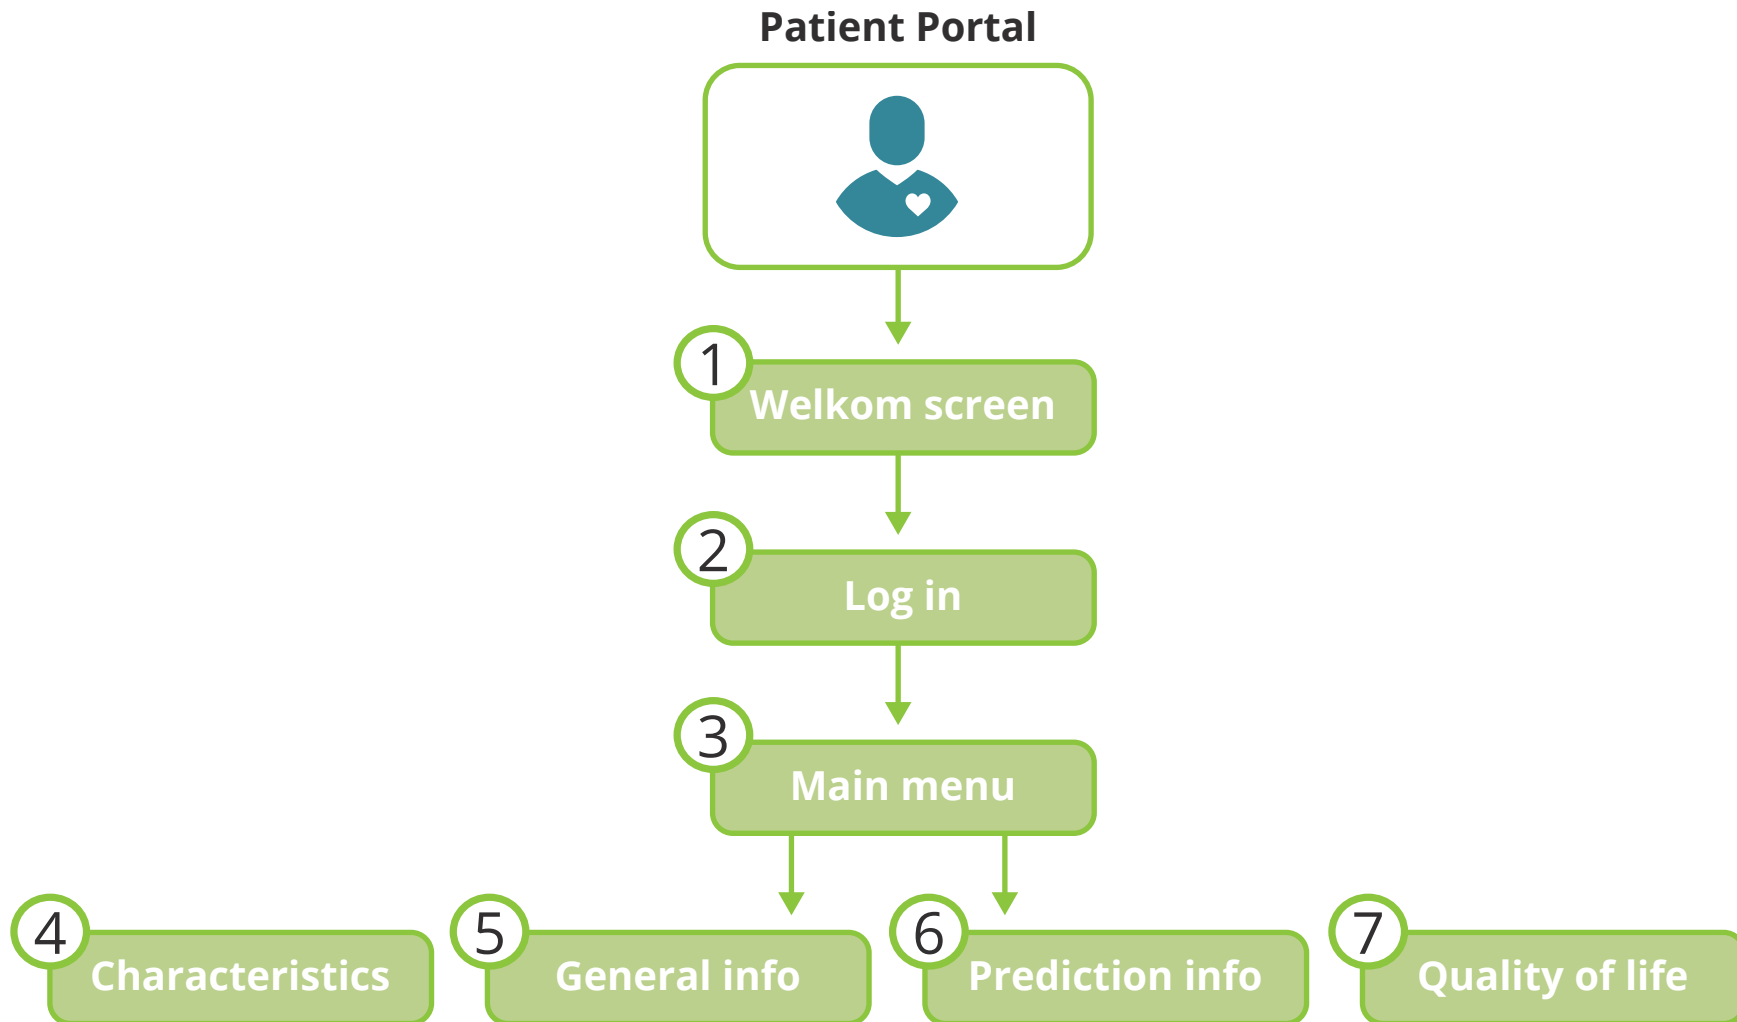 Patient Portal
1
Welkom screen
2
Log in
3
Main menu
4
Characteristics
5
General info
6
Prediction info
7
Quality of life